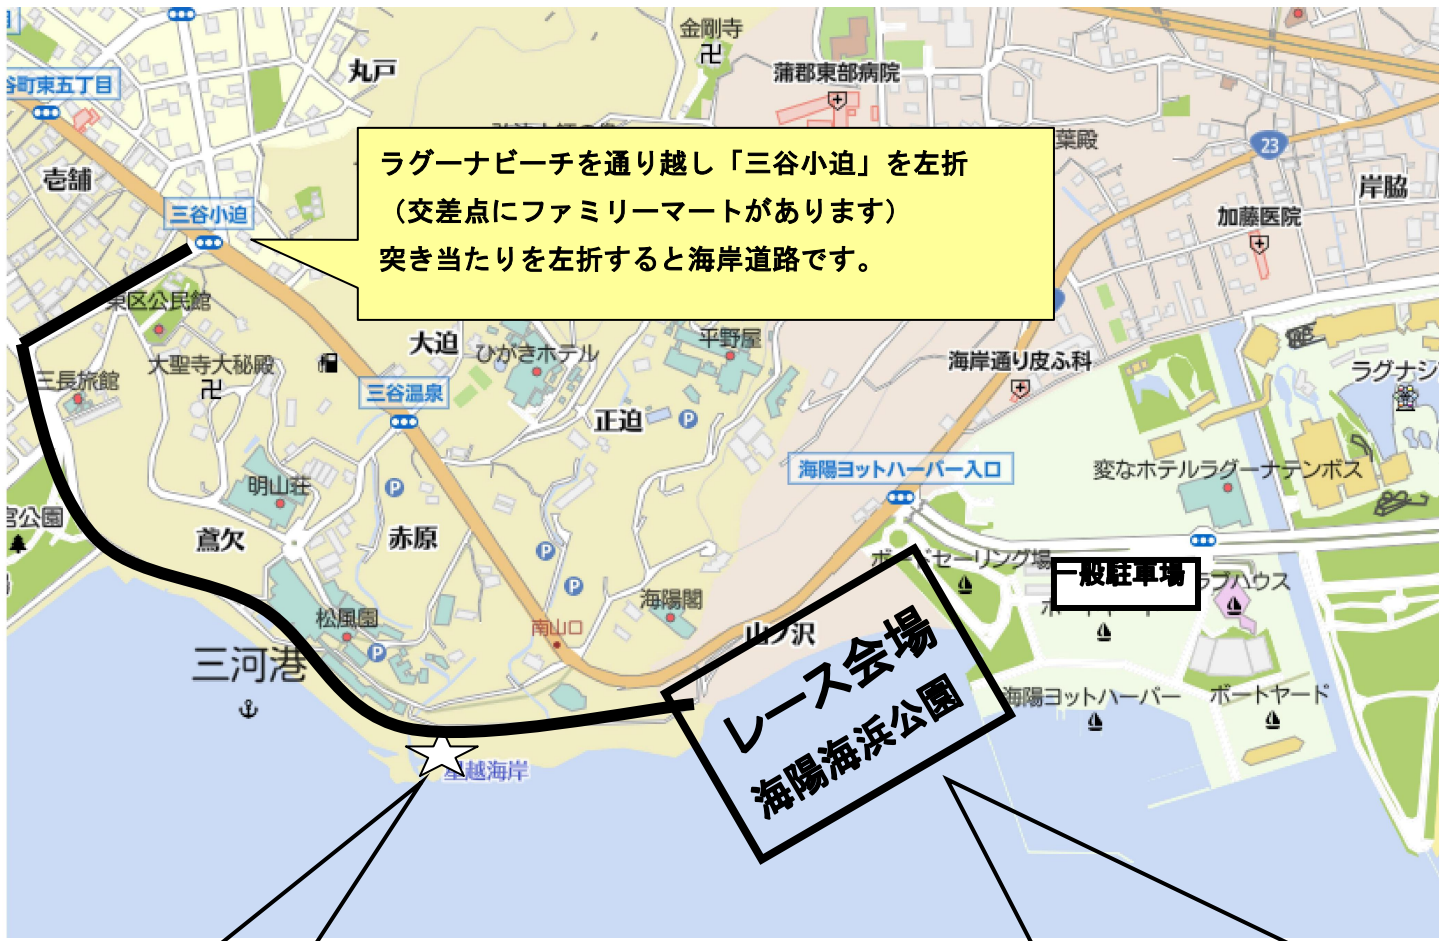 金剛寺
丸戸
蒲郡東部病院
谷町東五丁目
ラグーナビーチを通り越し「三谷小迫」を左折
（交差点にファミリーマートがあります）
突き当たりを左折すると海岸道路です。
葉殿
23
壱舗
岸脇
三谷小迫
加藤医院
東区公民館
大迫
ひがきホテル
平野屋
大聖寺大秘殿
海岸通り皮ふ科
三長旅館
ラグナシ
三谷温泉
正迫
P
海陽ヨットハーバー入口
変なホテルラグーナテンボス
明山荘
P
宮公園
鳶欠
赤原
P
ボードセーリング場
一般駐車場
ラブハウス
P
海陽閣
松風園
南山口
山ノ沢
レース会場
海陽海浜公園
P
三河港
海陽ヨットハーバー
ボートヤード
星越海岸